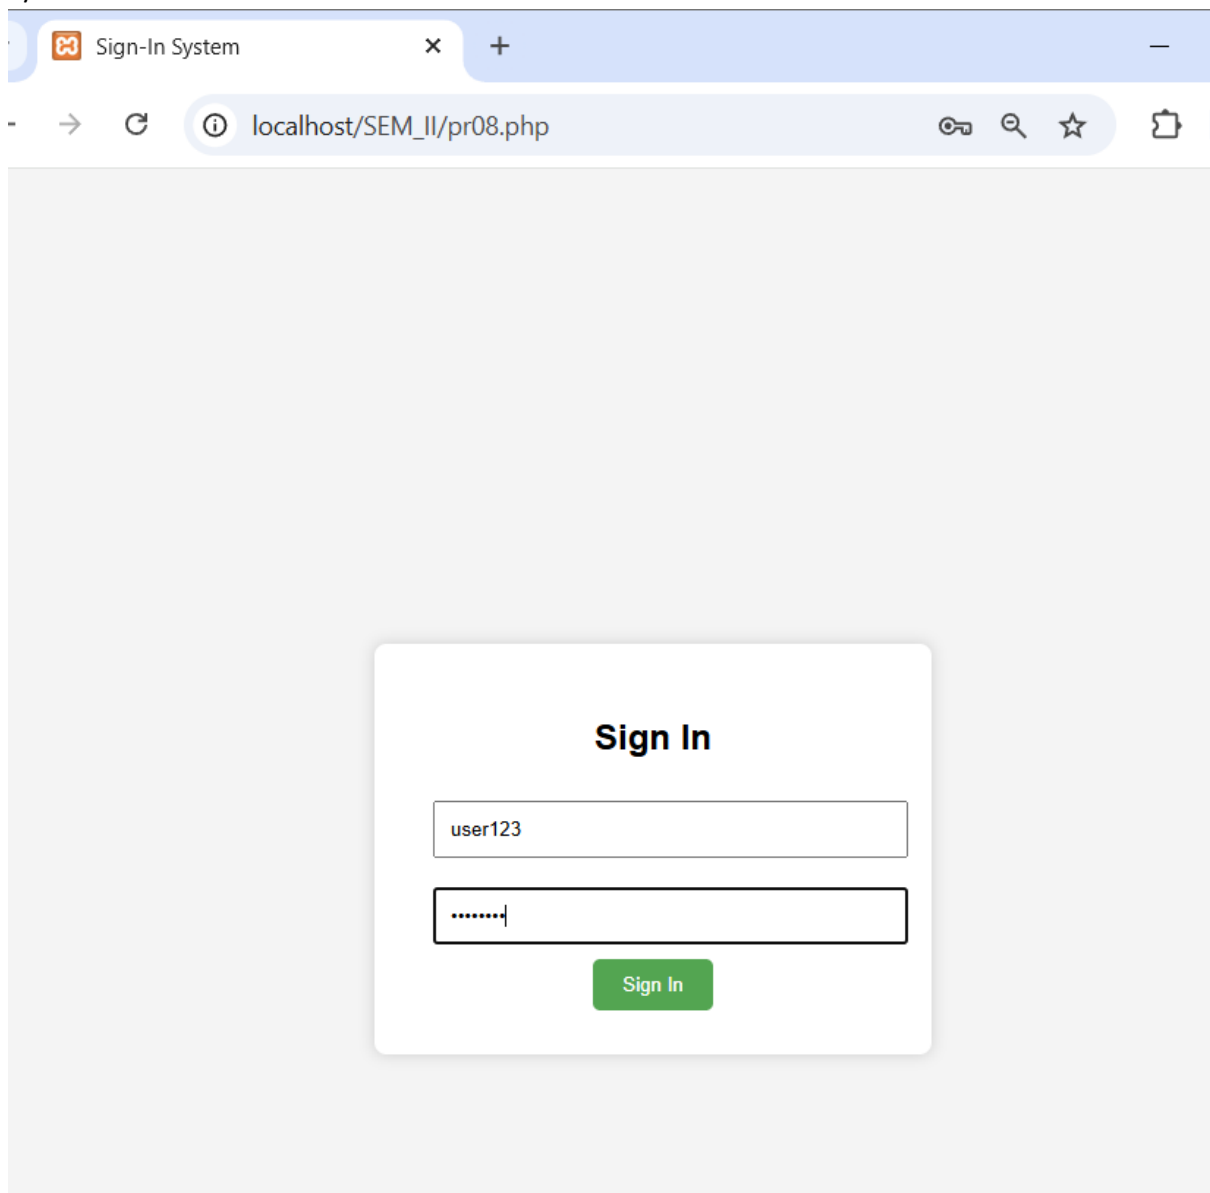 Sign-In System
localhost/SEM_II/pr08.php
Sign In
user123
••••••••
Sign In